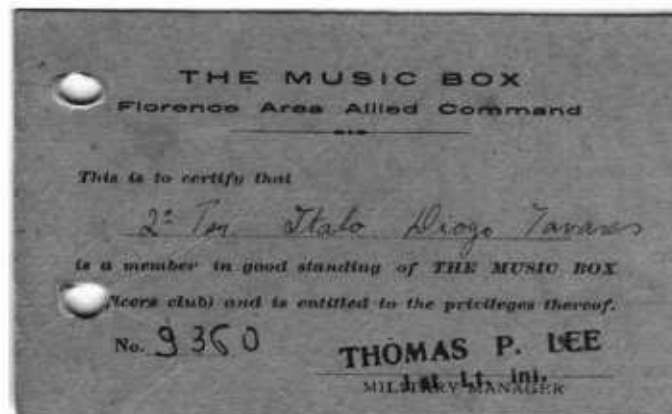 THE MUSIC BOX
Florence Area Allied Command
This is to certify that
2º Ten Italo Diogo Tavares
is a member in good standing of THE MUSIC BOX
ficers club) and is entitled to the privileges thereof.
No. 9360
THOMAS P. LEE
1st Lt. Inf.
MILITARY MANAGER